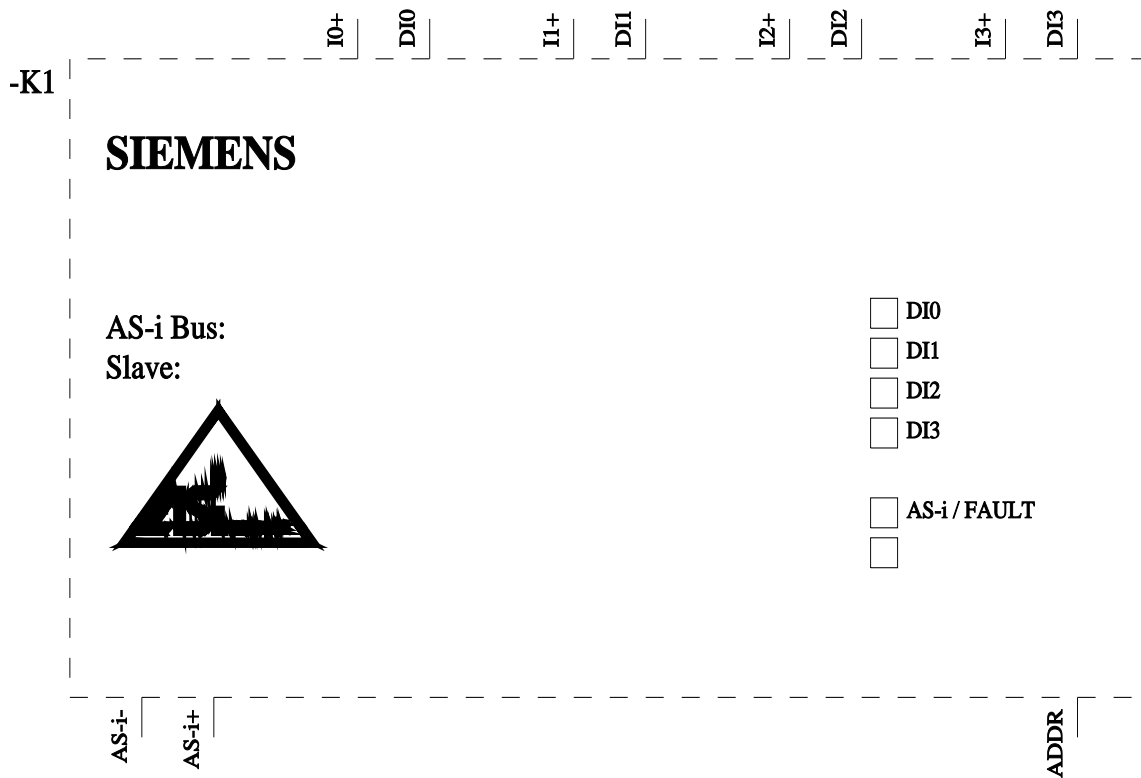 I0+ DI0 I1+ DI1 I2+ DI2 I3+ DI3
-K1
SIEMENS
AS-i Bus:
Slave:
DI0
DI1
DI2
DI3
AS-i / FAULT
AS-i- AS-i+ ADDR